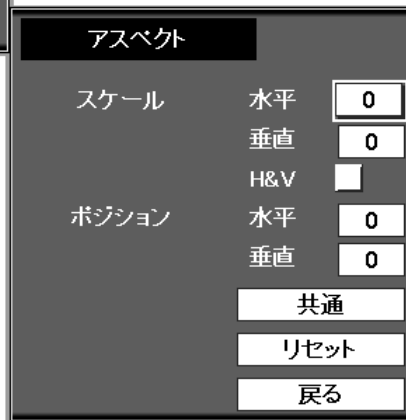 アスペクト
スケール 水平 0
垂直 0
H&V
ポジション 水平 0
垂直 0
共通
リセット
戻る